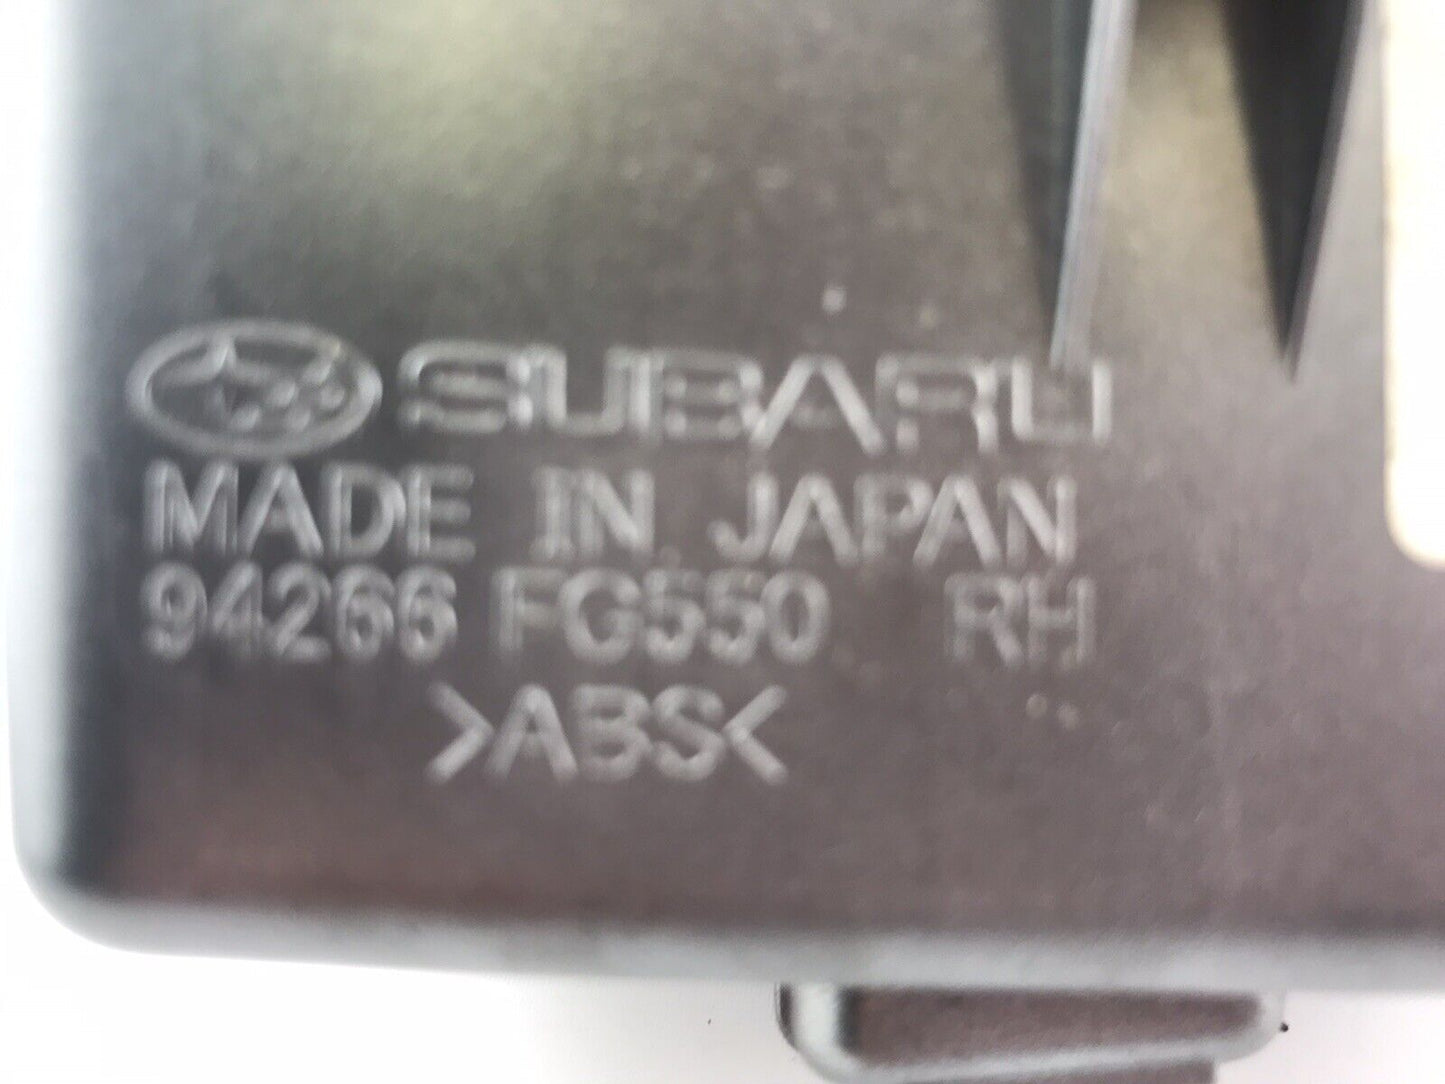 SUBARU
MADE IN JAPAN
94266 FG550 RH
>ABS<